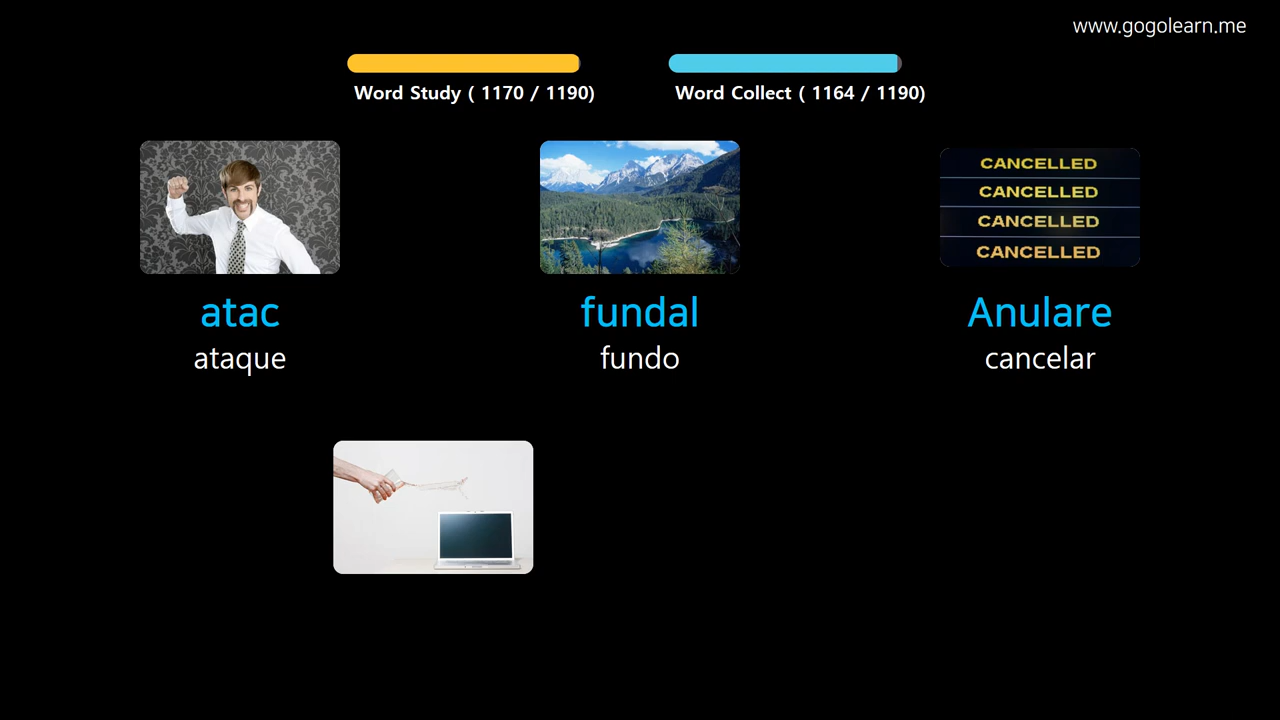 www.gogolearn.me
Word Study ( 1170 / 1190)
Word Collect ( 1164 / 1190)
CANCELLED
CANCELLED
CANCELLED
CANCELLED
atac
fundal
Anulare
ataque
fundo
cancelar